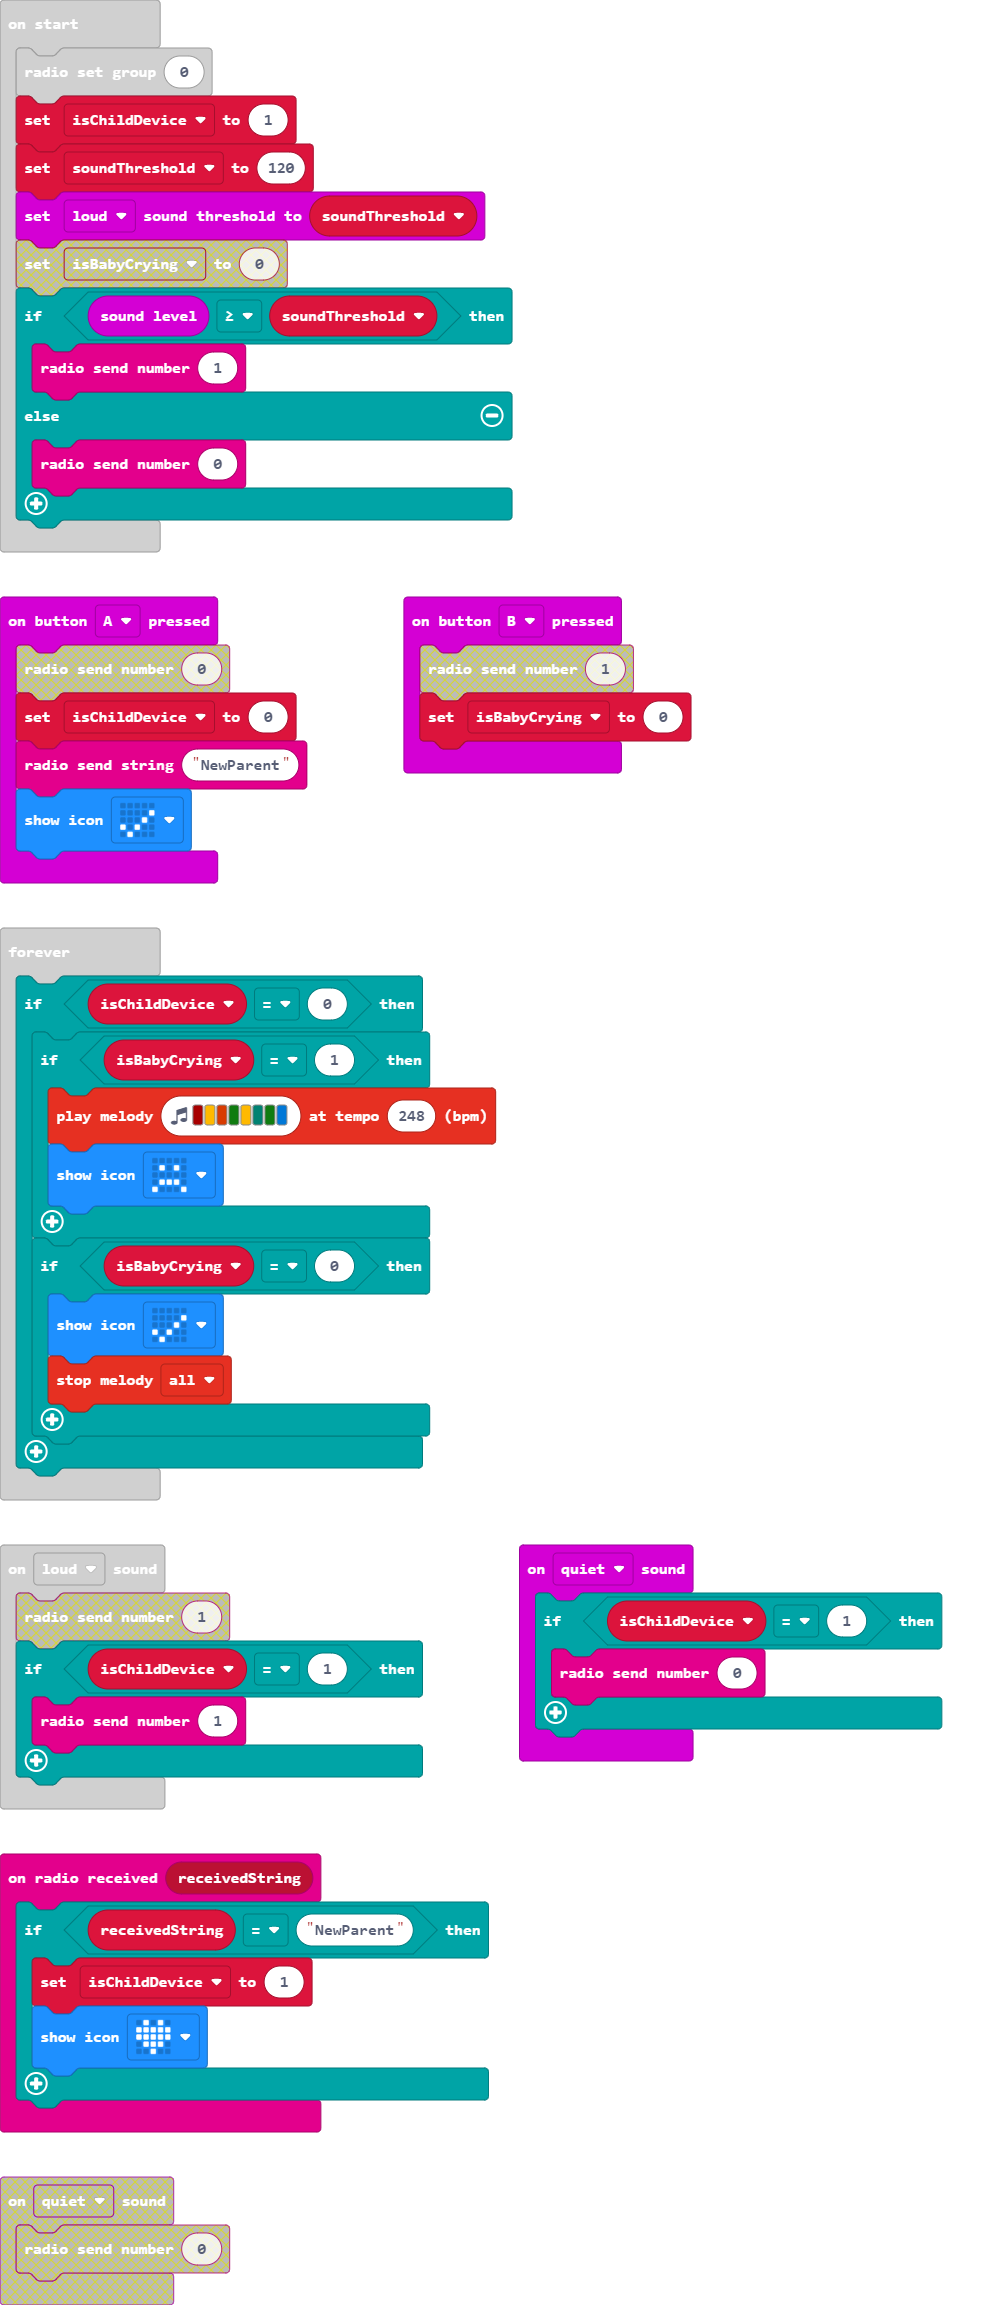 on start
radio set group 0
set isChildDevice to 1
set soundThreshold to 120
set loud sound threshold to soundThreshold
set isBabyCrying to 0
if sound level ≥ soundThreshold then
radio send number 1
else
radio send number 0
on button A pressed
radio send number 0
set isChildDevice to 0
radio send string "NewParent"
show icon
on button B pressed
radio send number 1
set isBabyCrying to 0
forever
if isChildDevice = 0 then
if isBabyCrying = 1 then
play melody at tempo 248 (bpm)
show icon
if isBabyCrying = 0 then
show icon
stop melody all
on loud sound
radio send number 1
if isChildDevice = 1 then
radio send number 1
on quiet sound
if isChildDevice = 1 then
radio send number 0
on radio received receivedString
if receivedString = "NewParent" then
set isChildDevice to 1
show icon
on quiet sound
radio send number 0